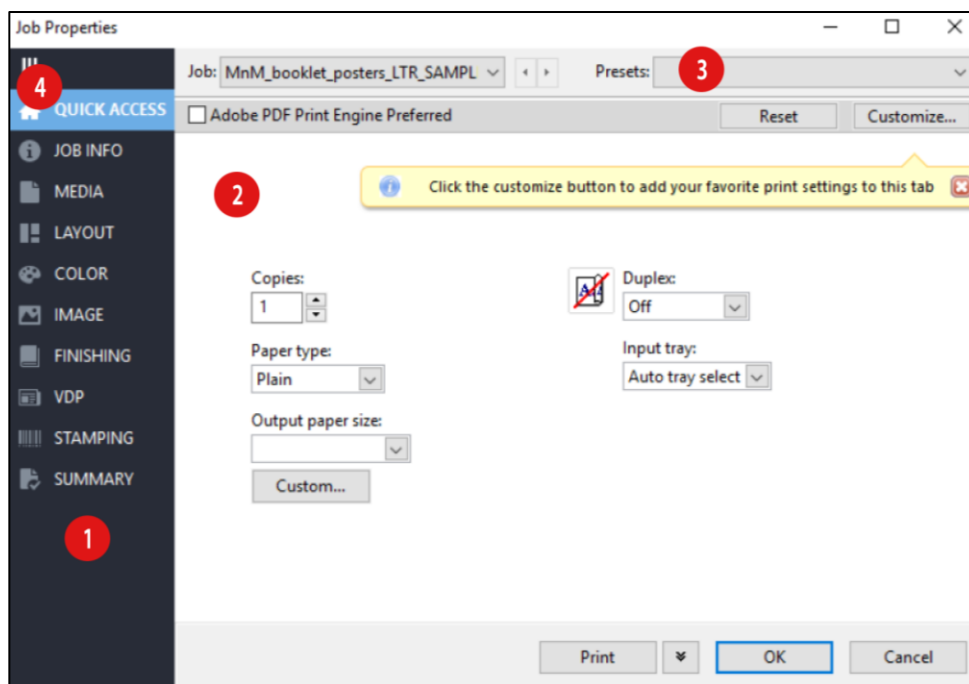 Job Properties
Job: MnM_booklet_posters_LTR_SAMPL
Presets:
3
4
QUICK ACCESS
Adobe PDF Print Engine Preferred
Reset
Customize...
JOB INFO
MEDIA
LAYOUT
COLOR
IMAGE
FINISHING
VDP
STAMPING
SUMMARY
1
2
Click the customize button to add your favorite print settings to this tab
Copies:
1
Duplex:
Off
Paper type:
Plain
Input tray:
Auto tray select
Output paper size:
Custom...
Print
OK
Cancel